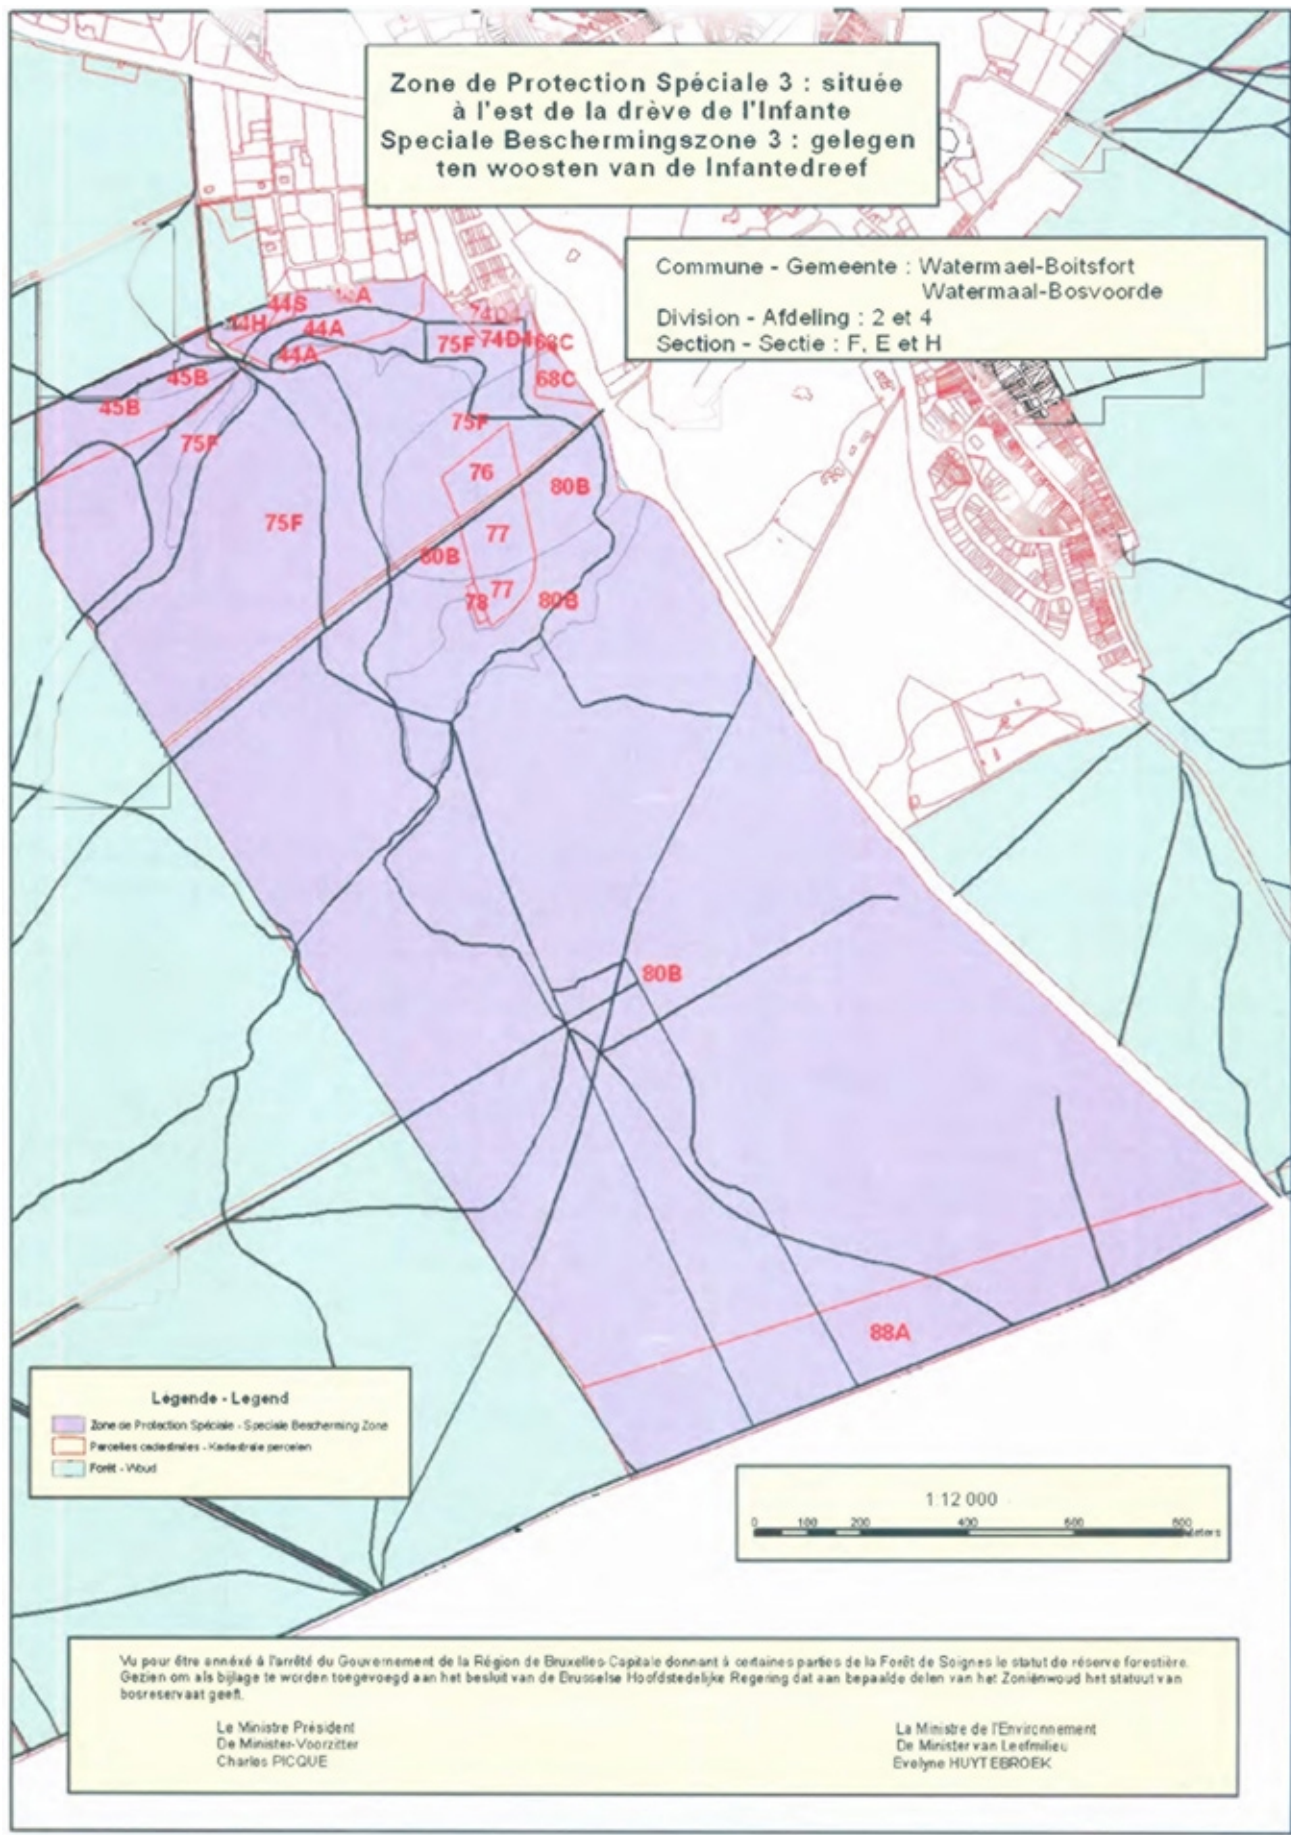 Zone de Protection Spéciale 3 : située
à l'est de la drève de l'Infante
Speciale Beschermingszone 3 : gelegen
ten woosten van de Infantedreef
Commune - Gemeente : Watermael-Boitsfort
Watermaal-Bosvoorde
Division - Afdeling : 2 et 4
Section - Sectie : F, E et H
44S
44A
44A
75F
74D4
68C
68C
45B
45B
75F
75F
76
80B
75F
77
80B
77
78
80B
80B
88A
Légende - Legend
Zone de Protection Spéciale - Speciale Bescherming Zone
Parcelles cadastrales - Kadastrale percelen
Forêt - Woud
1:12 000
0 100 200 400 600 800
Meters
Vu pour être annéxé à l'arrêté du Gouvernement de la Région de Bruxelles-Capitale donnant à certaines parties de la Forêt de Soignes le statut de réserve forestière.
Gezien om als bijlage te worden toegevoegd aan het besluit van de Brusselse Hoofdstedelijke Regering dat aan bepaalde delen van het Zoniënwoud het statuut van
bosreservaat geeft.
Le Ministre Président
De Minister-Voorzitter
Charles PICQUE
La Ministre de l'Environnement
De Minister van Leefmilieu
Evelyne HUYTEBROEK